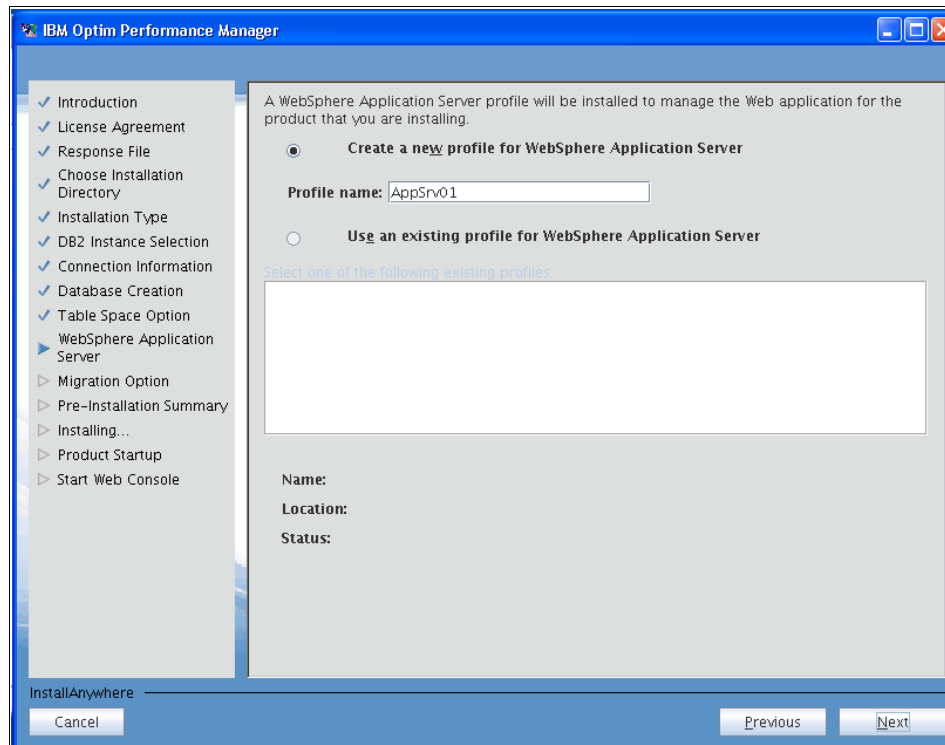 IBM Optim Performance Manager
Introduction
License Agreement
Response File
Choose Installation
Directory
Installation Type
DB2 Instance Selection
Connection Information
Database Creation
Table Space Option
WebSphere Application
Server
Migration Option
Pre-Installation Summary
Installing...
Product Startup
Start Web Console
A WebSphere Application Server profile will be installed to manage the Web application for the
product that you are installing.
Create a new profile for WebSphere Application Server
Profile name: AppSrv01
Use an existing profile for WebSphere Application Server
Select one of the following existing profiles.
Name:
Location:
Status:
InstallAnywhere
Cancel
Previous
Next